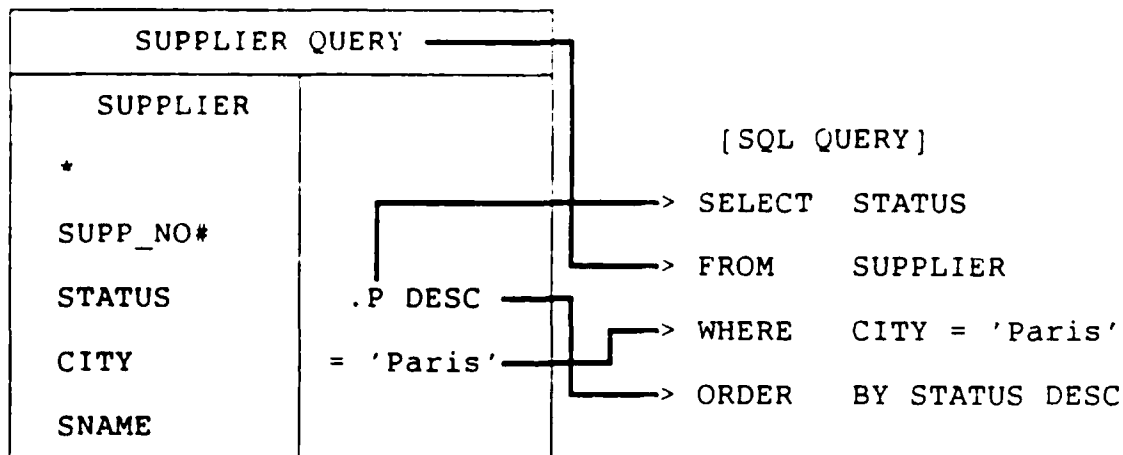 SUPPLIER QUERY
SUPPLIER
*
SUPP_NO#
STATUS .P DESC
CITY = 'Paris'
SNAME
[SQL QUERY]
> SELECT STATUS
> FROM SUPPLIER
> WHERE CITY = 'Paris'
> ORDER BY STATUS DESC